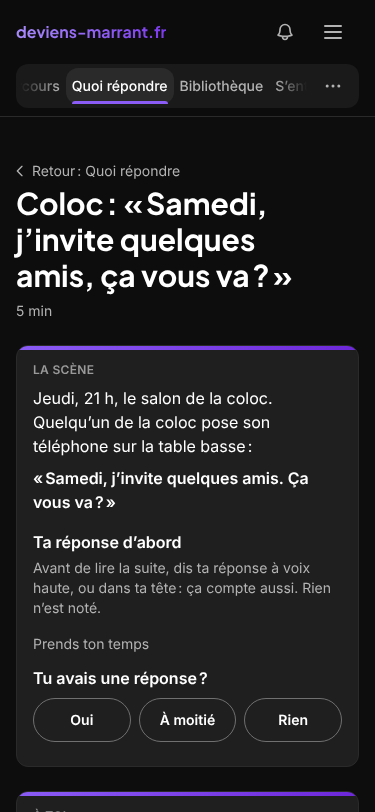 deviens-marrant.fr
cours Quoi répondre Bibliothèque S'en
Retour : Quoi répondre
Coloc : « Samedi,
j'invite quelques
amis, ça vous va ? »
5 min
LA SCÈNE
Jeudi, 21 h, le salon de la coloc.
Quelqu'un de la coloc pose son
téléphone sur la table basse :
« Samedi, j'invite quelques amis. Ça
vous va ? »
Ta réponse d'abord
Avant de lire la suite, dis ta réponse à voix
haute, ou dans ta tête : ça compte aussi. Rien
n'est noté.
Prends ton temps
Tu avais une réponse ?
Oui À moitié Rien